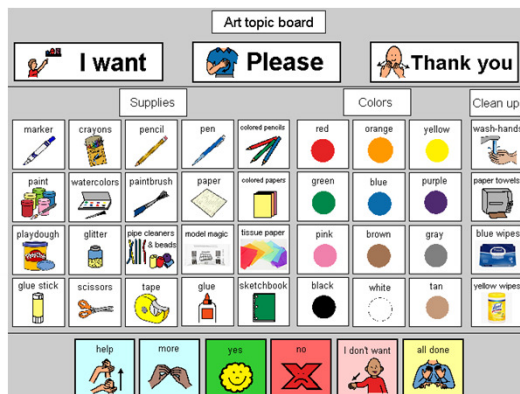 Art topic board
I want
Please
Thank you
Supplies
Colors
Clean up
marker
crayons
pencil
pen
colored pencils
red
orange
yellow
wash-hands
paint
watercolors
paintbrush
paper
colored papers
green
blue
purple
paper towels
playdough
glitter
pipe cleaners
& beads
model magic
tissue paper
pink
brown
gray
blue wipes
glue stick
scissors
tape
glue
sketchbook
black
white
tan
yellow wipes
help
more
yes
no
I don't want
all done